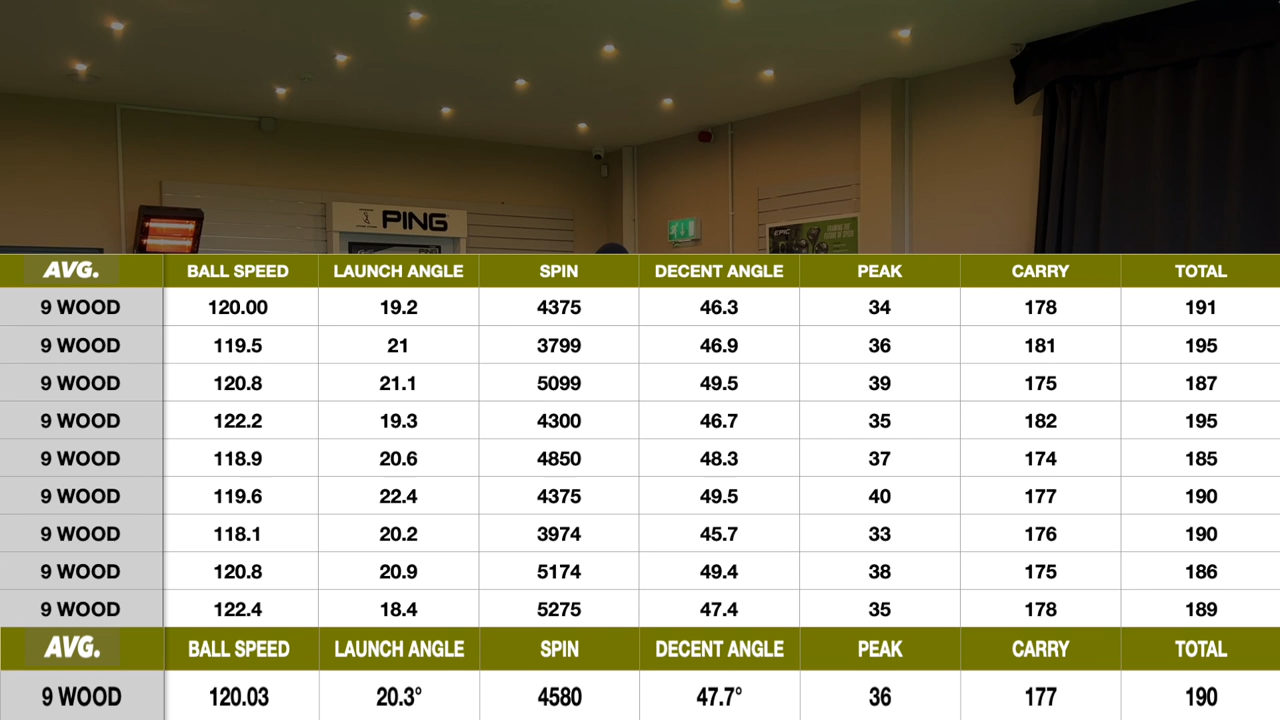 PING
PING
EPIC
AVG. BALL SPEED LAUNCH ANGLE SPIN DECENT ANGLE PEAK CARRY TOTAL
9 WOOD 120.00 19.2 4375 46.3 34 178 191
9 WOOD 119.5 21 3799 46.9 36 181 195
9 WOOD 120.8 21.1 5099 49.5 39 175 187
9 WOOD 122.2 19.3 4300 46.7 35 182 195
9 WOOD 118.9 20.6 4850 48.3 37 174 185
9 WOOD 119.6 22.4 4375 49.5 40 177 190
9 WOOD 118.1 20.2 3974 45.7 33 176 190
9 WOOD 120.8 20.9 5174 49.4 38 175 186
9 WOOD 122.4 18.4 5275 47.4 35 178 189
AVG. BALL SPEED LAUNCH ANGLE SPIN DECENT ANGLE PEAK CARRY TOTAL
9 WOOD 120.03 20.3° 4580 47.7° 36 177 190